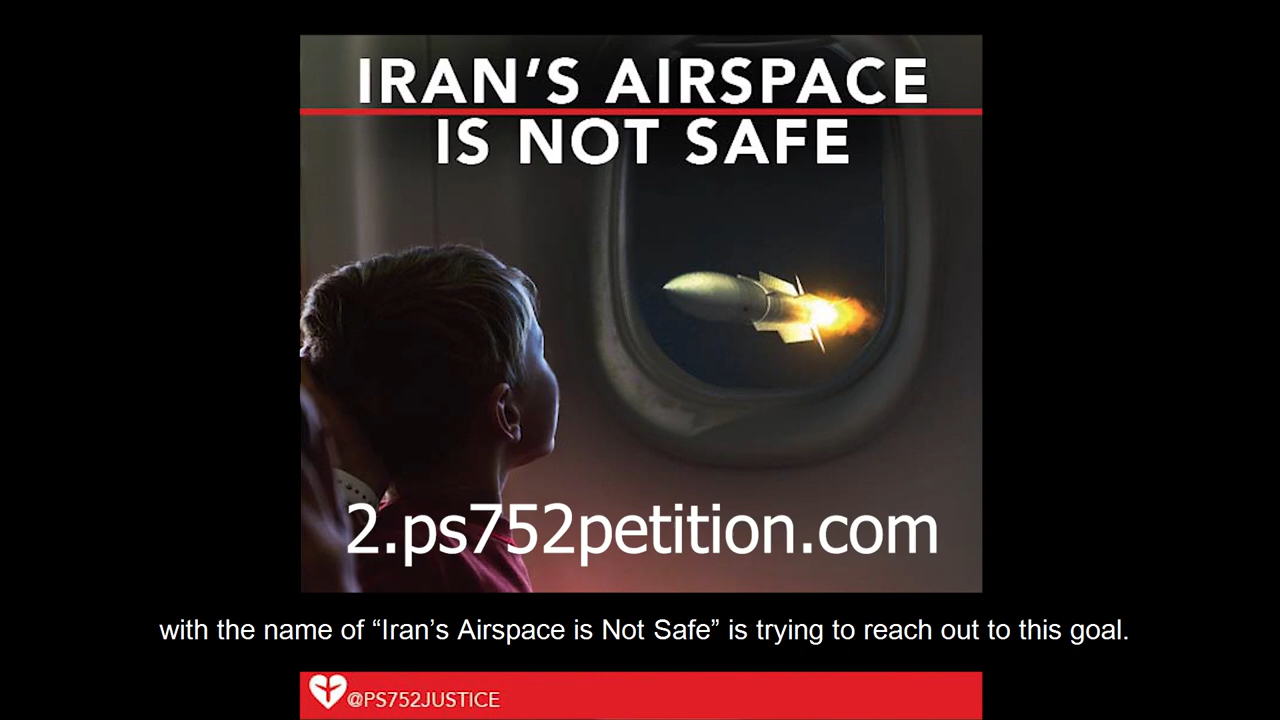 IRAN'S AIRSPACE
IS NOT SAFE
2.ps752petition.com
with the name of “Iran’s Airspace is Not Safe” is trying to reach out to this goal.
@PS752JUSTICE